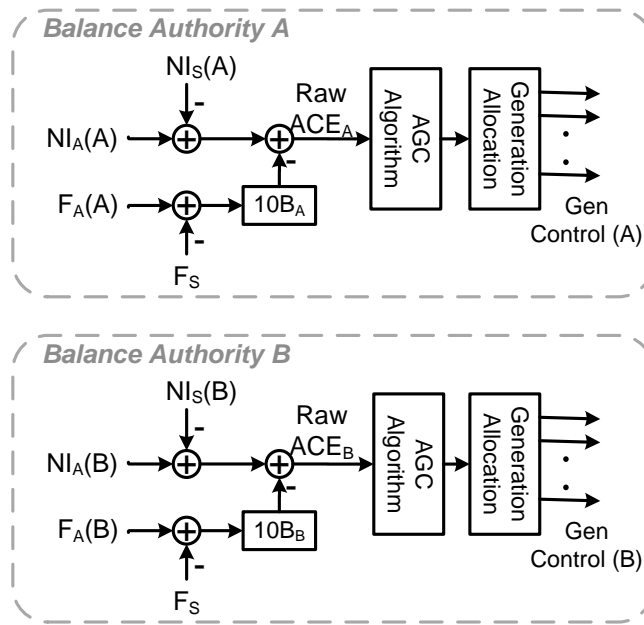 Balance Authority A
NIS(A)
-
Raw
ACEA
NIA(A)
+
+
-
FA(A)
+
10BA
-
FS
AGC
Algorithm
Generation
Allocation
Gen
Control (A)
Balance Authority B
NIS(B)
-
Raw
ACEB
NIA(B)
+
+
-
FA(B)
+
10BB
-
FS
AGC
Algorithm
Generation
Allocation
Gen
Control (B)